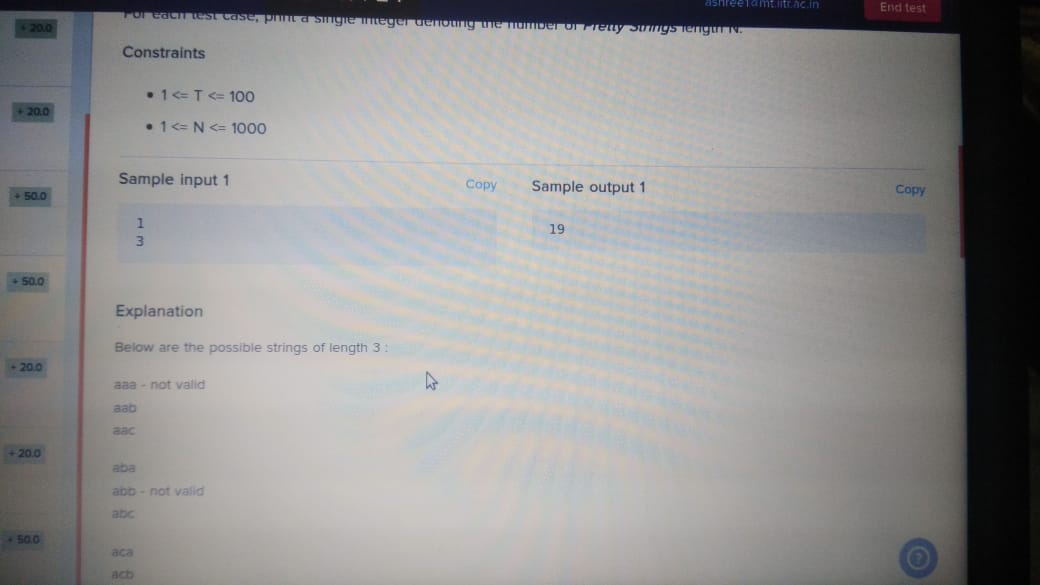 ashree1@mt.iitr.ac.in
End test
For each test case, print a single integer denoting the number of Pretty Strings length N.
+ 20.0
Constraints
• 1 <= T <= 100
+ 20.0
• 1 <= N <= 1000
Sample input 1
Copy
Sample output 1
Copy
+ 50.0
1
3
19
+ 50.0
Explanation
Below are the possible strings of length 3 :
+ 20.0
aaa - not valid
aab
aac
+ 20.0
aba
abb - not valid
abc
+ 50.0
aca
acb
?